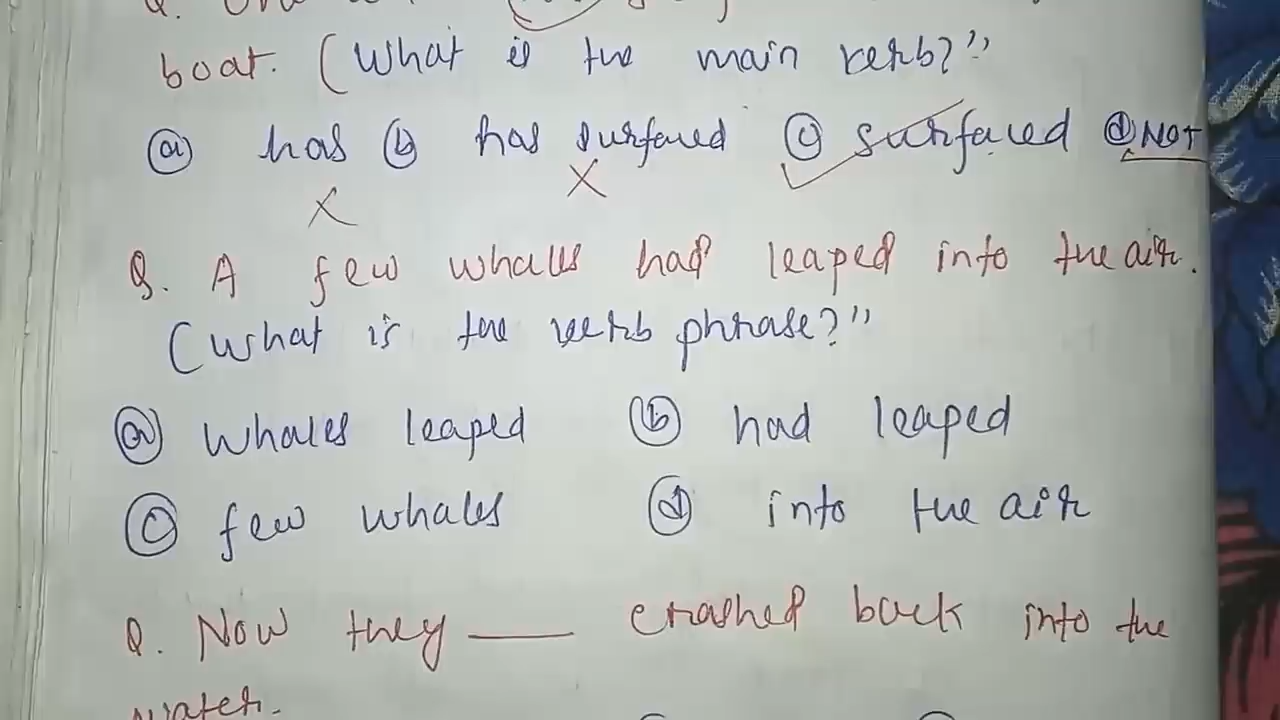 boat. (What is the main verb?"
(a) has (b) has surfaced (c) surfaced (d) NOT
Q. A few whales had leaped into the air.
(What is the verb phrase?"
(a) whales leaped (b) had leaped
(c) few whales (d) into the air
Q. Now they ___ crashed back into the
water.